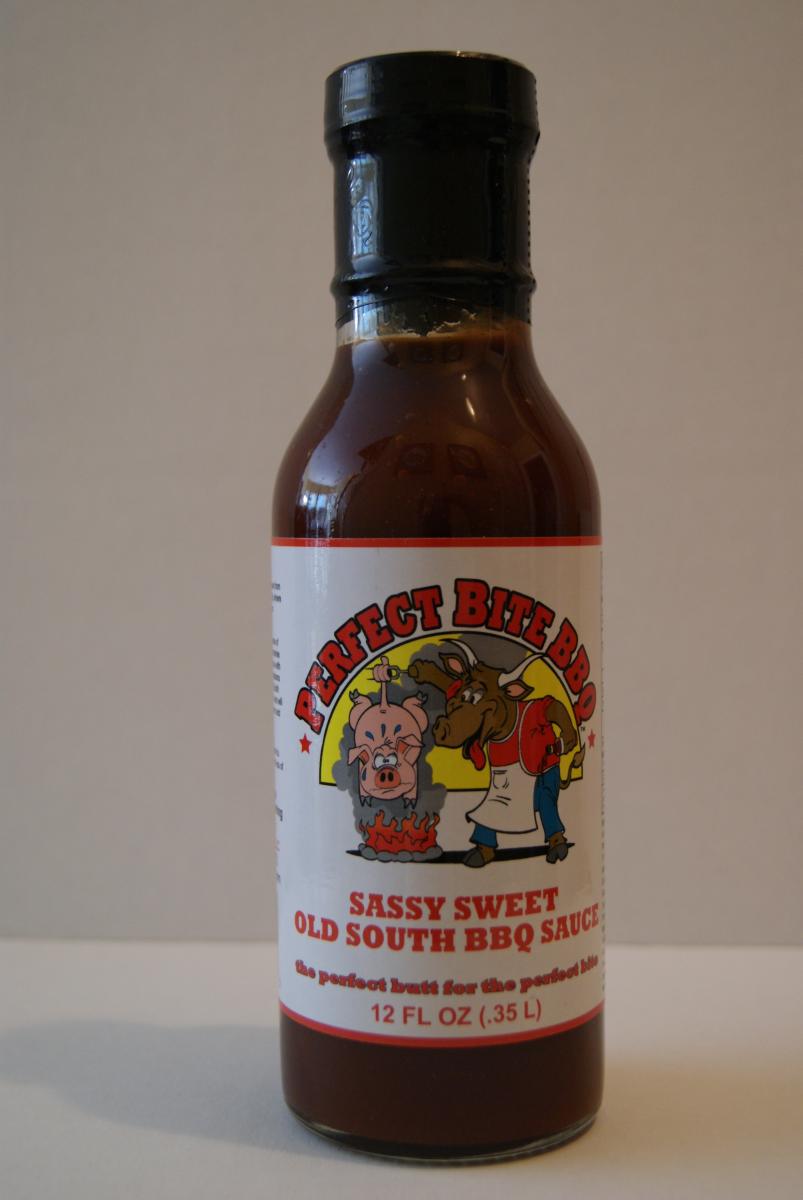 PERFECT BITE BBQ
™
SASSY SWEET
OLD SOUTH BBQ SAUCE
the perfect butt for the perfect bite
12 FL OZ (.35 L)